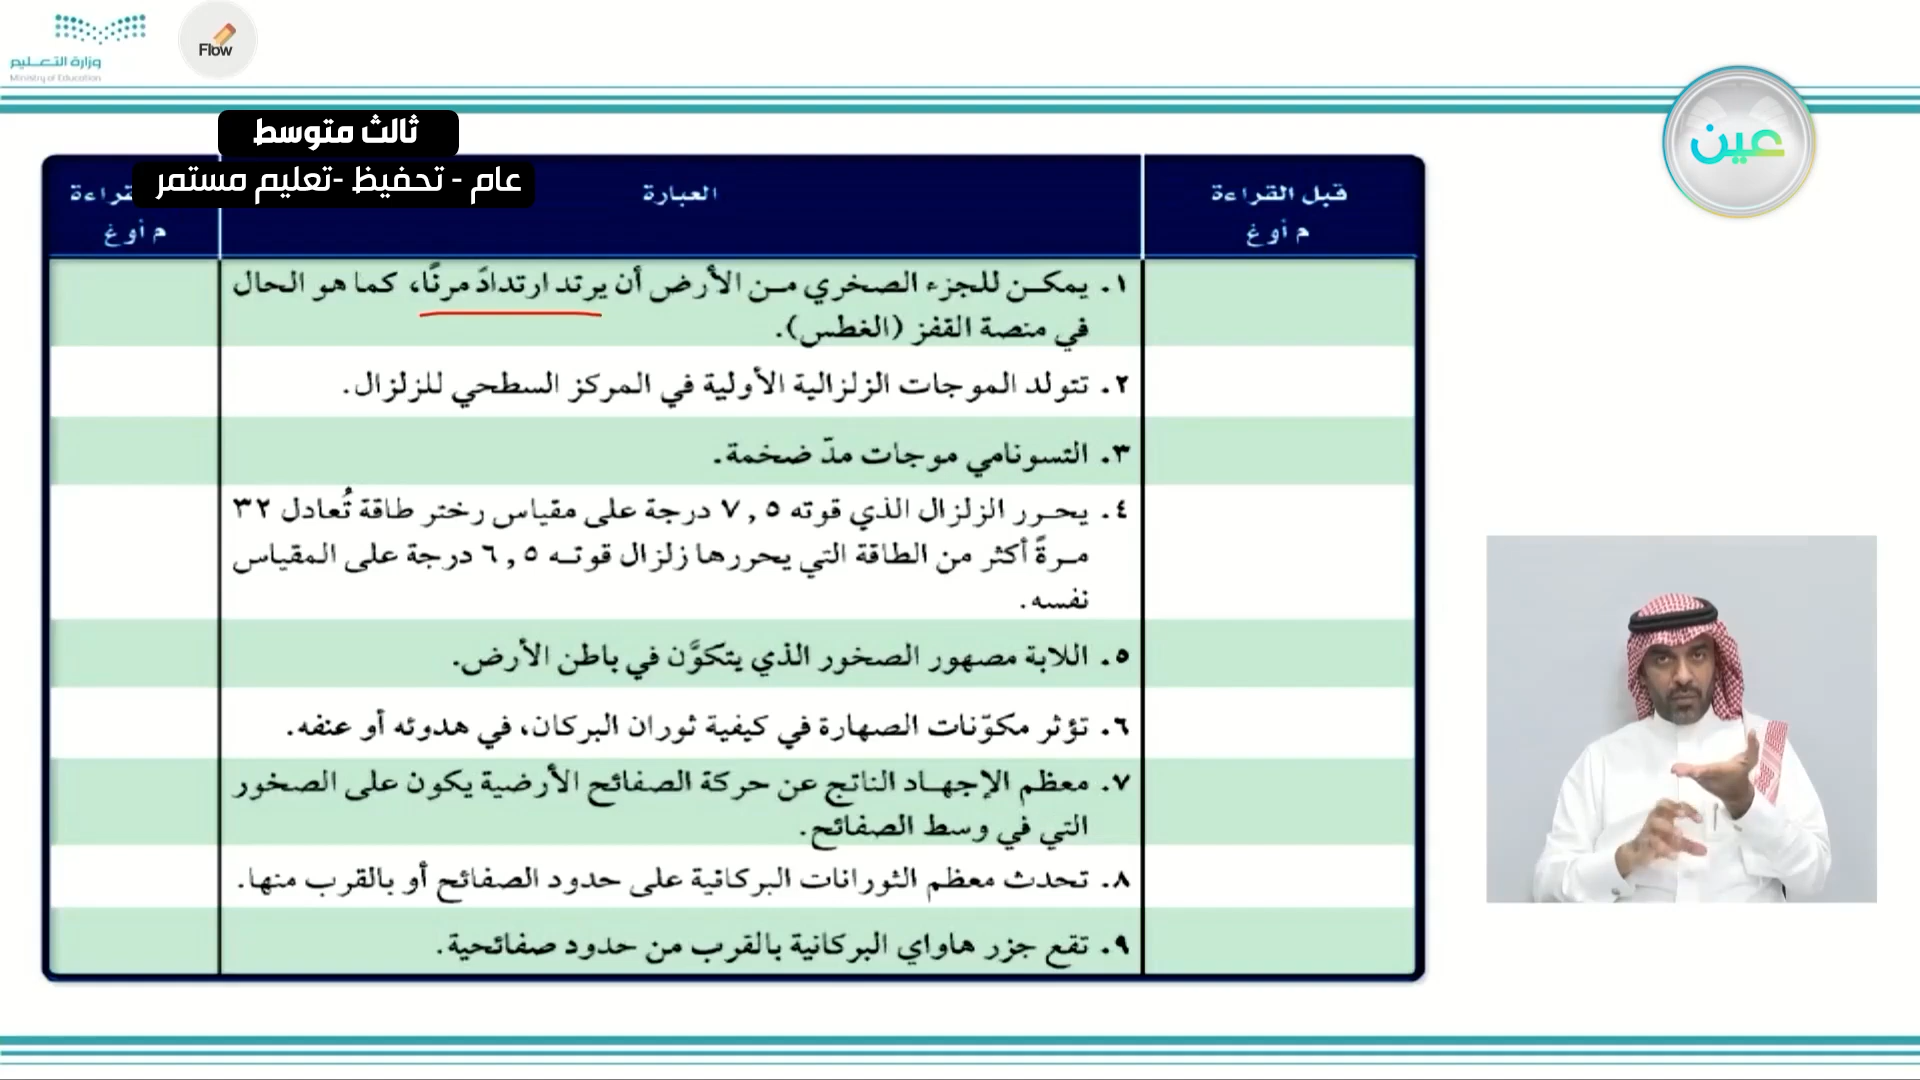 وزارة التعليم
Ministry of Education
Flow
عين
ثالث متوسط
عام - تحفيظ -تعليم مستمر
قبل القراءة
م أو غ
العبارة
قراءة
م أو غ
١. يمكن للجزء الصخري من الأرض أن يرتد ارتدادًا مرنًا، كما هو الحال
في منصة القفز (الغطس).
٢. تتولد الموجات الزلزالية الأولية في المركز السطحي للزلزال.
٣. التسونامي موجات مدّ ضخمة.
٤. يحرر الزلزال الذي قوته ٧,٥ درجة على مقياس رختر طاقة تُعادل ٣٢
مرةً أكثر من الطاقة التي يحررها زلزال قوته ٦,٥ درجة على المقياس
نفسه.
٥. اللابة مصهور الصخور الذي يتكوَّن في باطن الأرض.
٦. تؤثر مكوّنات الصهارة في كيفية ثوران البركان، في هدوئه أو عنفه.
٧. معظم الإجهاد الناتج عن حركة الصفائح الأرضية يكون على الصخور
التي في وسط الصفائح.
٨. تحدث معظم الثورانات البركانية على حدود الصفائح أو بالقرب منها.
٩. تقع جزر هاواي البركانية بالقرب من حدود صفائحية.